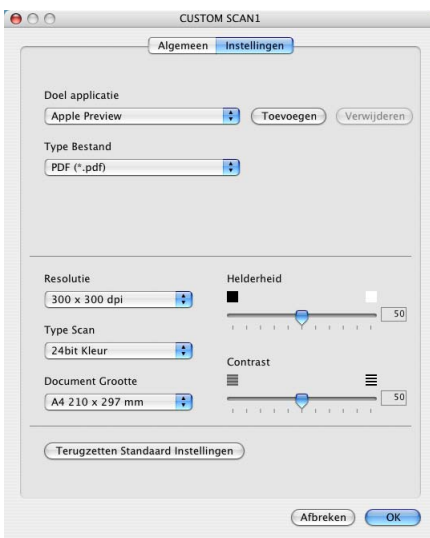 CUSTOM SCAN1
Algemeen Instellingen
Doel applicatie
Apple Preview Toevoegen Verwijderen
Type Bestand
PDF (*.pdf)
Resolutie
300 x 300 dpi
Type Scan
24bit Kleur
Document Grootte
A4 210 x 297 mm
Helderheid
50
Contrast
50
Terugzetten Standaard Instellingen
Afbreken OK